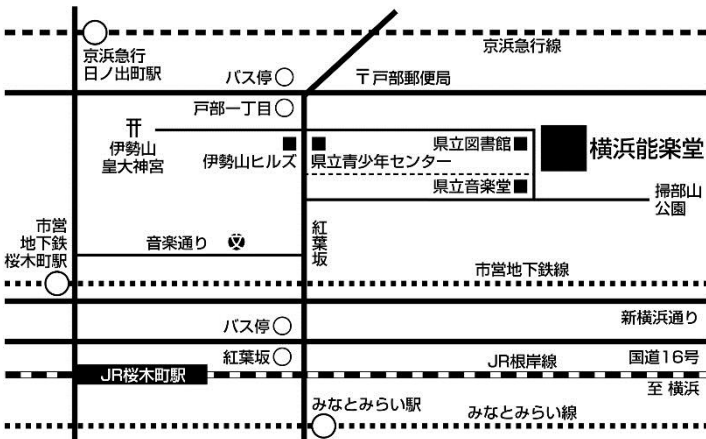 京浜急行線
京浜急行
日ノ出町駅
バス停
〒戸部郵便局
戸部一丁目
伊勢山
皇大神宮
伊勢山ヒルズ
県立青少年センター
県立図書館
横浜能楽堂
県立音楽堂
掃部山
公園
市営
地下鉄
桜木町駅
音楽通り
紅葉坂
市営地下鉄線
新横浜通り
バス停
紅葉坂
JR根岸線
国道16号
JR桜木町駅
至 横浜
みなとみらい駅
みなとみらい線